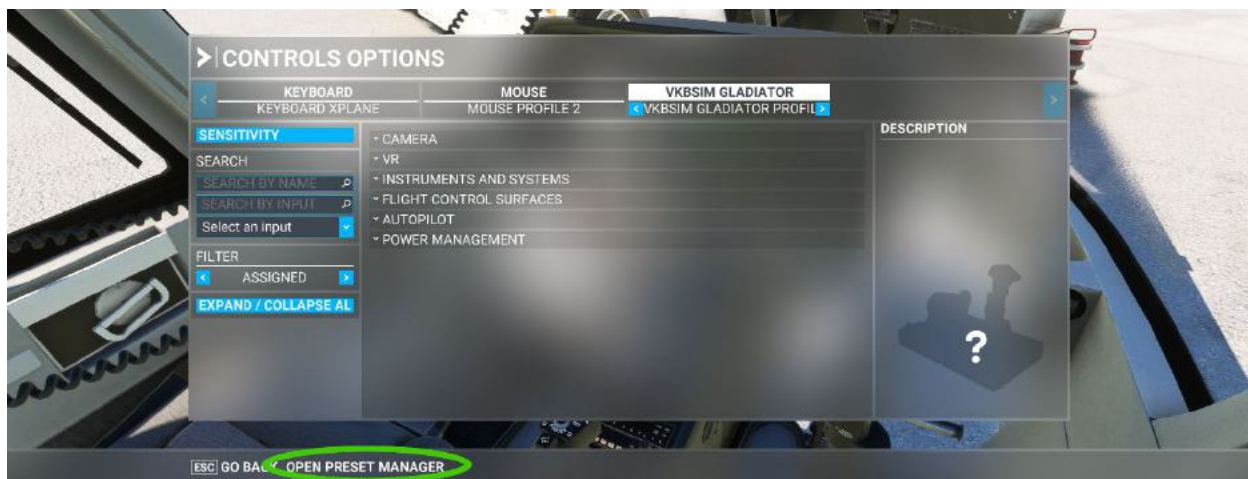 CONTROLS OPTIONS
KEYBOARD
KEYBOARD XPLANE
MOUSE
MOUSE PROFILE 2
VKBSIM GLADIATOR
VKBSIM GLADIATOR PROFIL
SENSITIVITY
SEARCH
SEARCH BY NAME
SEARCH BY INPUT
Select an input
FILTER
ASSIGNED
EXPAND / COLLAPSE AL
CAMERA
VR
INSTRUMENTS AND SYSTEMS
FLIGHT CONTROL SURFACES
AUTOPILOT
POWER MANAGEMENT
DESCRIPTION
?
ESC GO BACK OPEN PRESET MANAGER